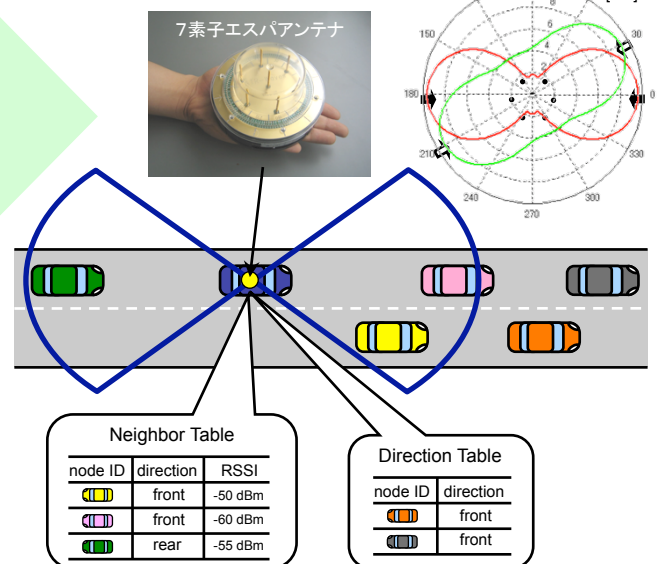 7素子エスパアンテナ
8
6
150
30
180
0
210
330
240
300
270
Neighbor Table
node ID direction RSSI
front -50 dBm
front -60 dBm
rear -55 dBm
Direction Table
node ID direction
front
front